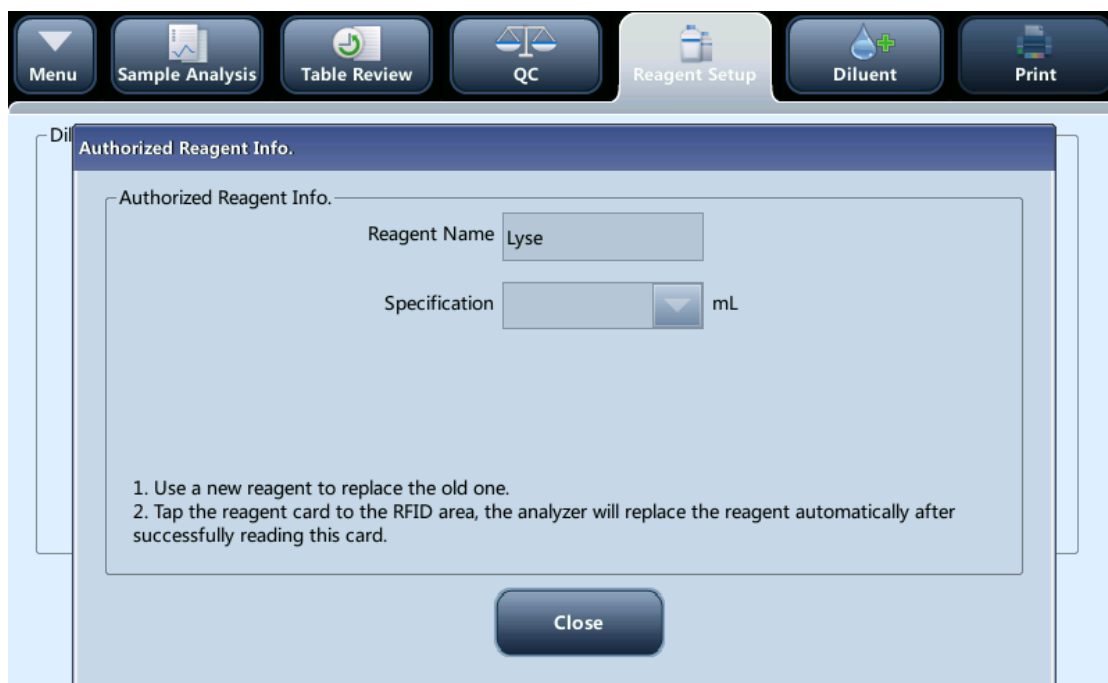 Menu
Sample Analysis
Table Review
QC
Reagent Setup
Diluent
Print
Dil
Authorized Reagent Info.
Authorized Reagent Info.
Reagent Name Lyse
Specification mL
1. Use a new reagent to replace the old one.
2. Tap the reagent card to the RFID area, the analyzer will replace the reagent automatically after
successfully reading this card.
Close